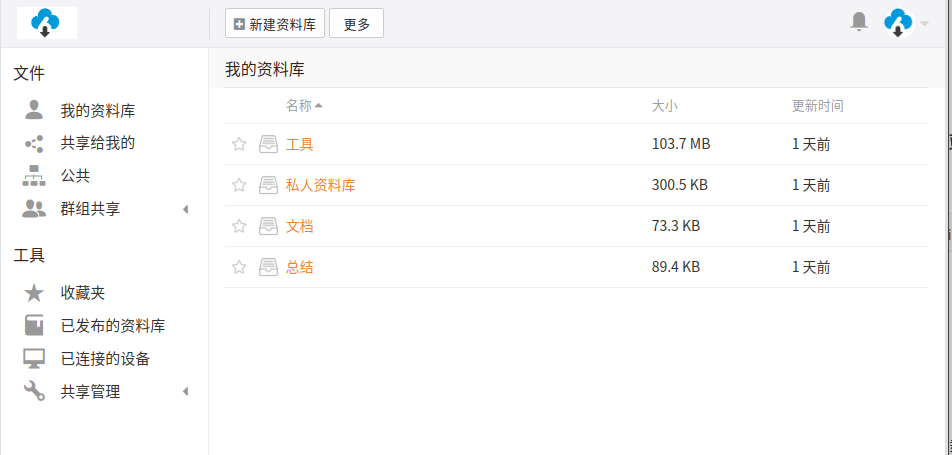 新建资料库 更多
文件
我的资料库
共享给我的
公共
群组共享
工具
收藏夹
已发布的资料库
已连接的设备
共享管理
我的资料库
名称 大小 更新时间
工具 103.7 MB 1 天前
私人资料库 300.5 KB 1 天前
文档 73.3 KB 1 天前
总结 89.4 KB 1 天前